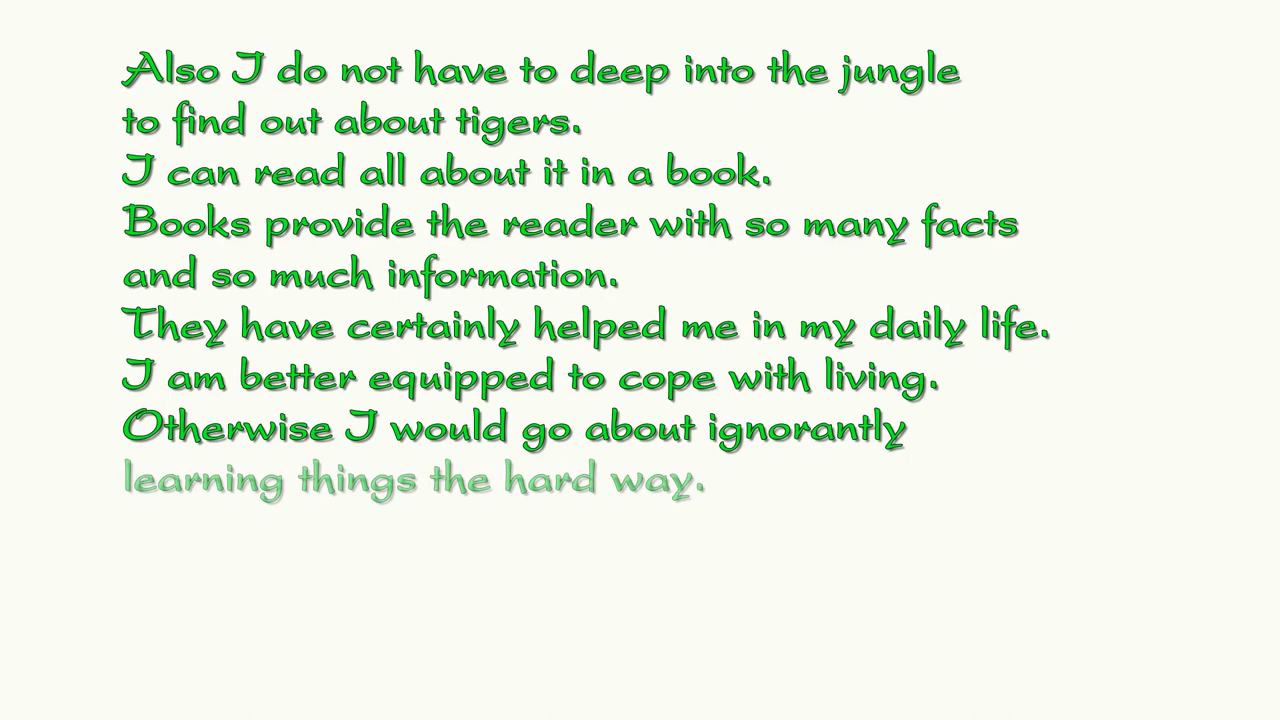 Also I do not have to deep into the jungle
to find out about tigers.
I can read all about it in a book.
Books provide the reader with so many facts
and so much information.
They have certainly helped me in my daily life.
I am better equipped to cope with living.
Otherwise I would go about ignorantly
learning things the hard way.